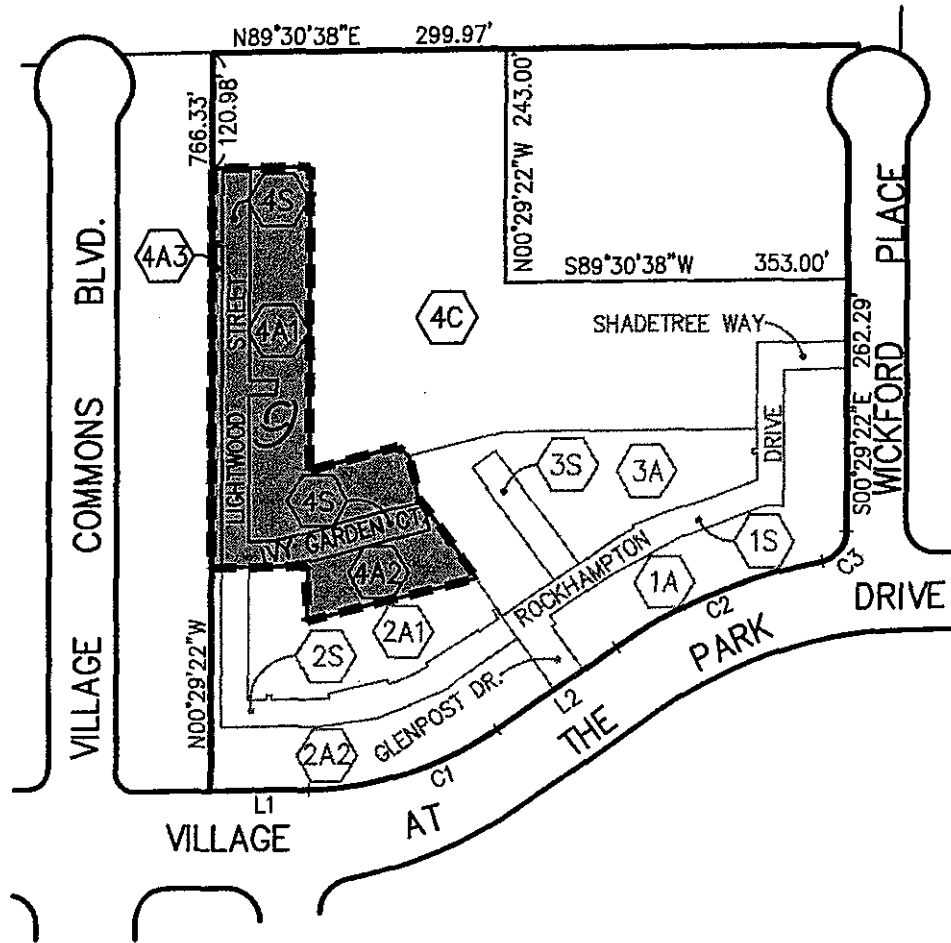 N89°30'38"E 299.97'
766.33'
120.98'
N00°29'22"W 243.00'
S89°30'38"W 353.00'
4S
4A3
4A1
4C
SHADETREE WAY
VILLAGE COMMONS BLVD.
LIGHTWOOD STREET
WICKFORD PLACE
S00°29'22"E 262.29'
DRIVE
3S
3A
4S
IVY GARDEN CT.
4A2
ROCKHAMPTON
1S
1A
C3
C2
2A1
2S
DRIVE
PARK
N00°29'22"W
GLENPOST DR.
L2
THE
2A2
C1
L1
AT
VILLAGE